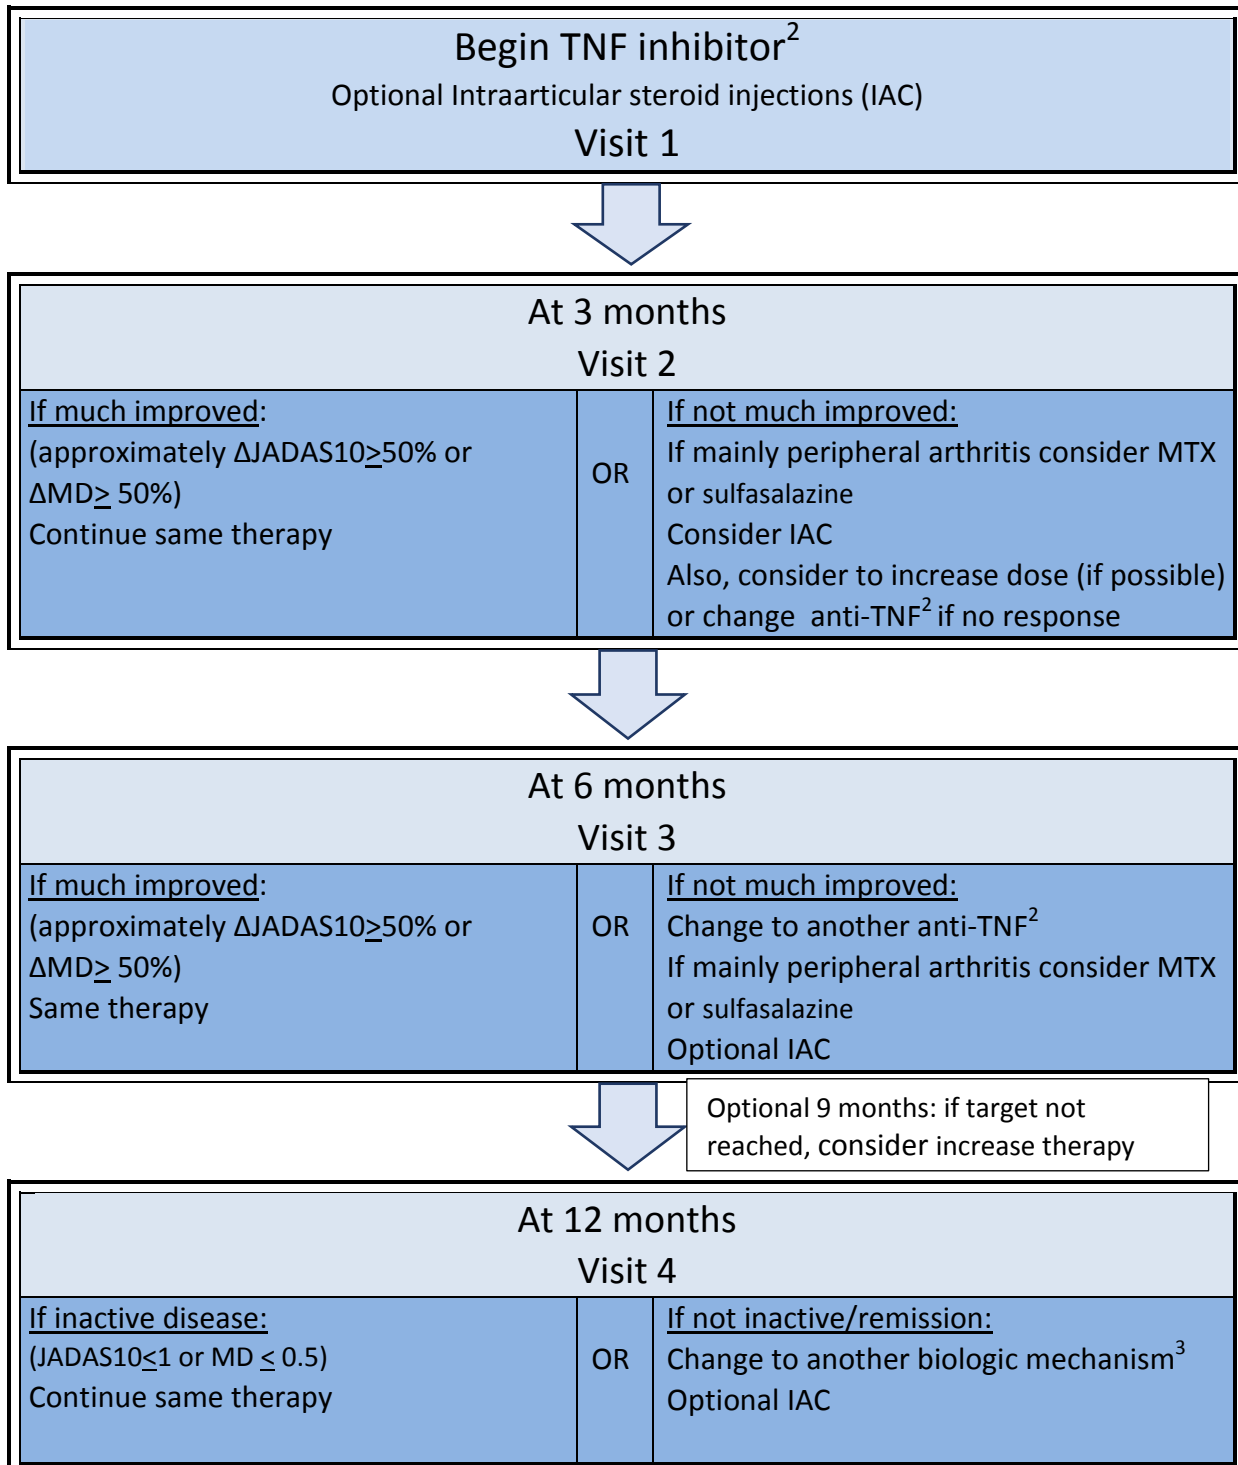 Begin TNF inhibitor²
Optional Intraarticular steroid injections (IAC)
Visit 1
At 3 months
Visit 2
If much improved:
(approximately ΔJADAS10≥50% or
ΔMD≥ 50%)
Continue same therapy
OR
If not much improved:
If mainly peripheral arthritis consider MTX
or sulfasalazine
Consider IAC
Also, consider to increase dose (if possible)
or change anti-TNF² if no response
At 6 months
Visit 3
If much improved:
(approximately ΔJADAS10≥50% or
ΔMD≥ 50%)
Same therapy
OR
If not much improved:
Change to another anti-TNF²
If mainly peripheral arthritis consider MTX
or sulfasalazine
Optional IAC
Optional 9 months: if target not
reached, consider increase therapy
At 12 months
Visit 4
If inactive disease:
(JADAS10≤1 or MD ≤ 0.5)
Continue same therapy
OR
If not inactive/remission:
Change to another biologic mechanism³
Optional IAC